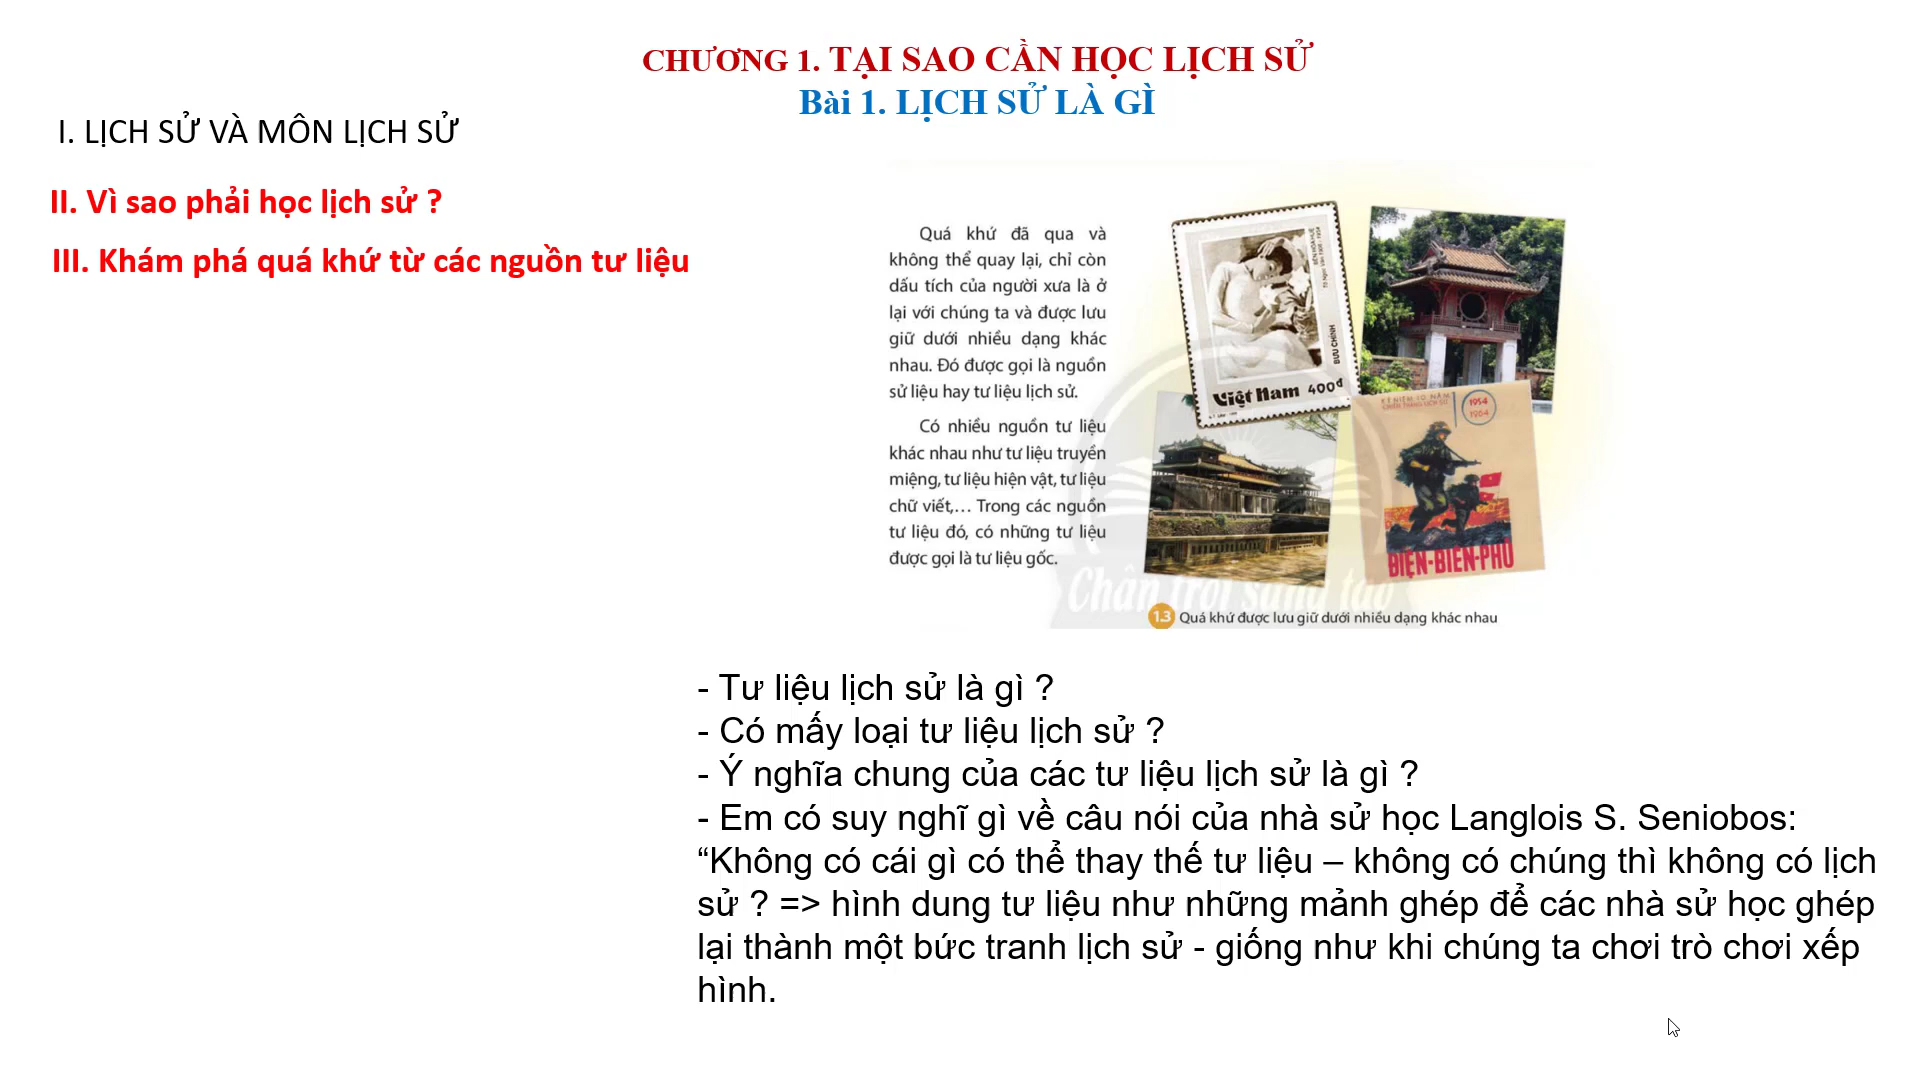 CHƯƠNG 1. TẠI SAO CẦN HỌC LỊCH SỬ
Bài 1. LỊCH SỬ LÀ GÌ
I. LỊCH SỬ VÀ MÔN LỊCH SỬ
II. Vì sao phải học lịch sử ?
III. Khám phá quá khứ từ các nguồn tư liệu
Quá khứ đã qua và
không thể quay lại, chỉ còn
dấu tích của người xưa là ở
lại với chúng ta và được lưu
giữ dưới nhiều dạng khác
nhau. Đó được gọi là nguồn
sử liệu hay tư liệu lịch sử.
Có nhiều nguồn tư liệu
khác nhau như tư liệu truyền
miệng, tư liệu hiện vật, tư liệu
chữ viết,... Trong các nguồn
tư liệu đó, có những tư liệu
được gọi là tư liệu gốc.
BƯU CHÍNH
Việt Nam 400đ
KỶ NIỆM 10 NĂM
CHIẾN THẮNG LỊCH SỬ
1954
1964
ĐIỆN-BIÊN-PHỦ
Chân trời sáng tạo
1.3 Quá khứ được lưu giữ dưới nhiều dạng khác nhau
- Tư liệu lịch sử là gì ?
- Có mấy loại tư liệu lịch sử ?
- Ý nghĩa chung của các tư liệu lịch sử là gì ?
- Em có suy nghĩ gì về câu nói của nhà sử học Langlois S. Seniobos:
“Không có cái gì có thể thay thế tư liệu – không có chúng thì không có lịch
sử ? => hình dung tư liệu như những mảnh ghép để các nhà sử học ghép
lại thành một bức tranh lịch sử - giống như khi chúng ta chơi trò chơi xếp
hình.